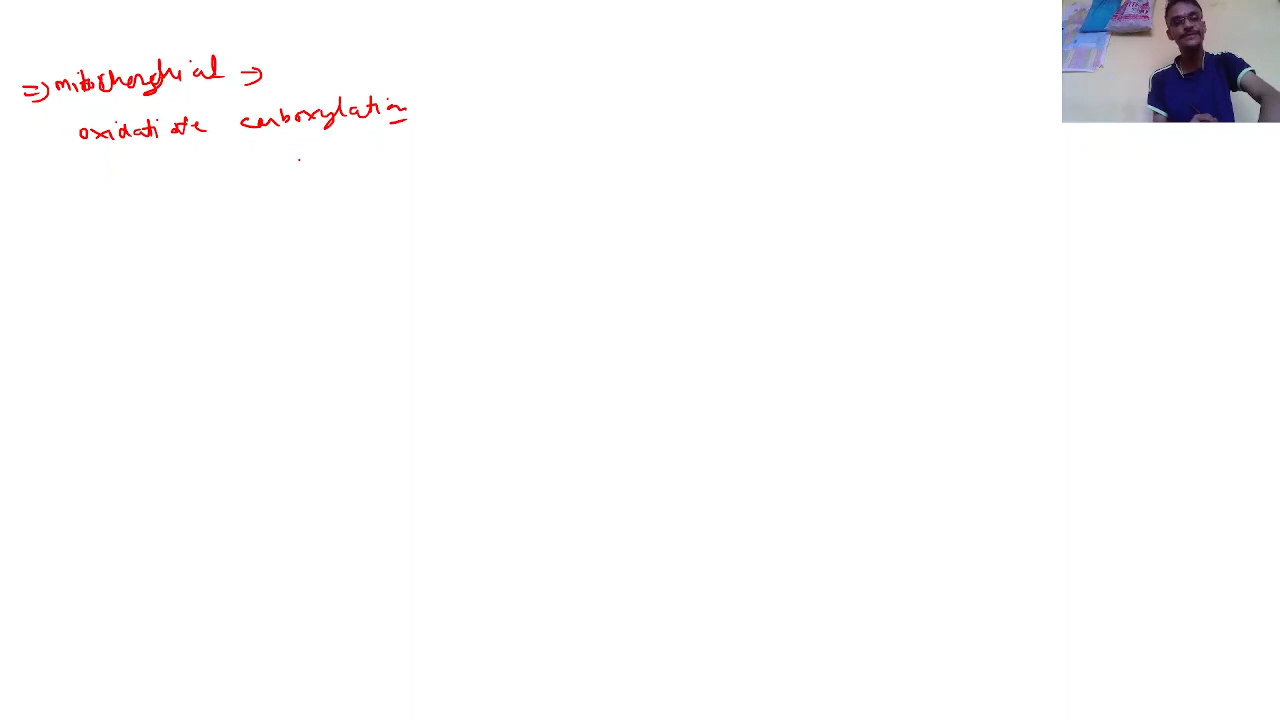 => mitochondrial →
oxidative carboxylation